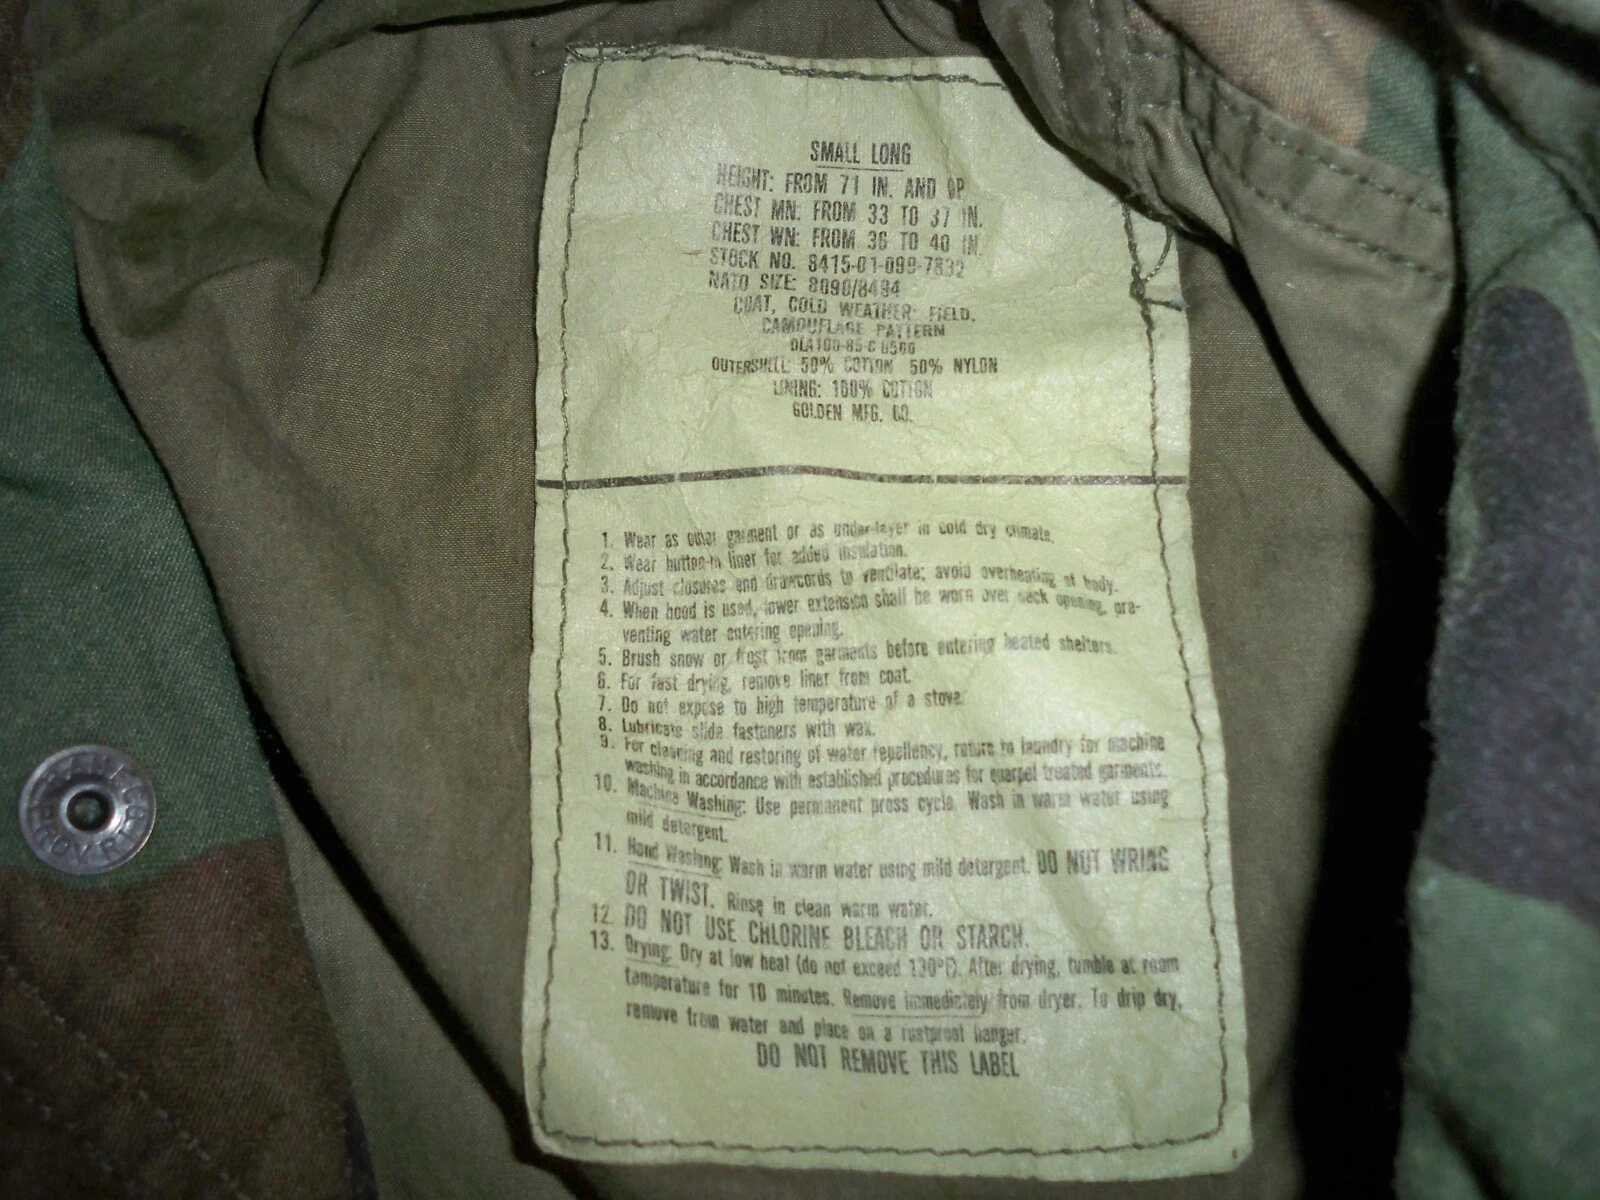 SMALL LONG
HEIGHT: FROM 71 IN. AND UP
CHEST MN: FROM 33 TO 37 IN.
CHEST WN: FROM 36 TO 40 IN.
STOCK NO. 8415-01-099-7832
NATO SIZE: 8090/8494
COAT, COLD WEATHER: FIELD,
CAMOUFLAGE PATTERN
OUTERSHELL: 50% COTTON 50% NYLON
LINING: 100% COTTON
GOLDEN MFG. CO.
1. Wear as outer garment or as under-layer in cold dry climate.
2. Wear button-in liner for added insulation.
3. Adjust closures and drawcords to ventilate; avoid overheating of body.
4. When hood is used, lower extension shall be worn over neck opening, pre-
venting water entering opening.
5. Brush snow or frost from garments before entering heated shelters.
6. For fast drying, remove liner from coat.
7. Do not expose to high temperature of a stove.
8. Lubricate slide fasteners with wax.
9. For cleaning and restoring of water repellency, return to laundry for machine
washing in accordance with established procedures for quarpel treated garments.
10. Machine Washing: Use permanent press cycle. Wash in warm water using
mild detergent.
11. Hand Washing: Wash in warm water using mild detergent. DO NOT WRING
OR TWIST. Rinse in clean warm water.
12. DO NOT USE CHLORINE BLEACH OR STARCH.
13. Drying: Dry at low heat (do not exceed 130°F). After drying, tumble at room
temperature for 10 minutes. Remove immediately from dryer. To drip dry,
remove from water and place on a rustproof hanger.
DO NOT REMOVE THIS LABEL